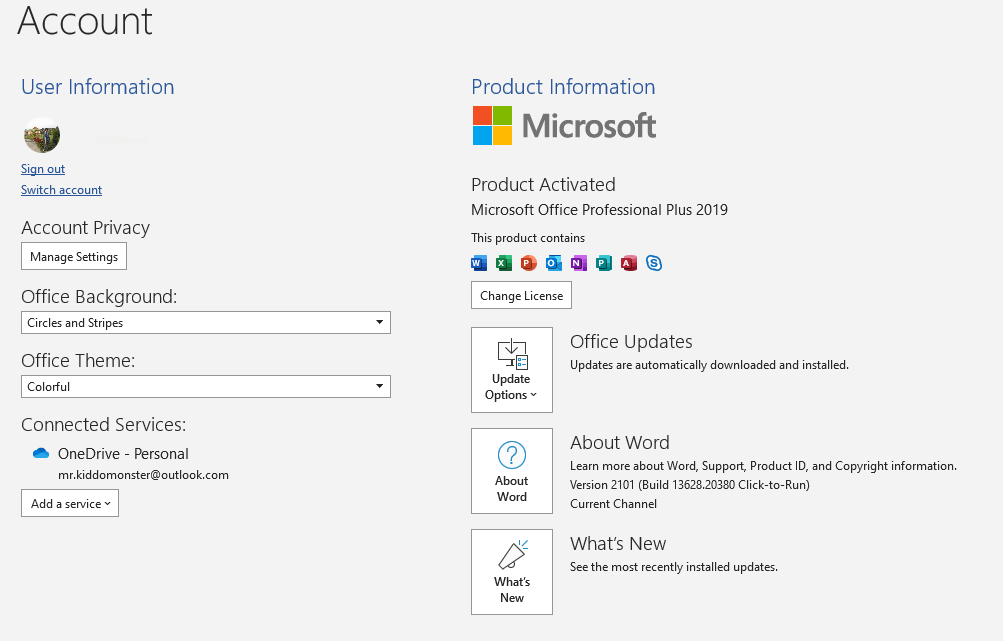 Account
User Information
Sign out
Switch account
Account Privacy
Manage Settings
Office Background:
Circles and Stripes
Office Theme:
Colorful
Connected Services:
OneDrive - Personal
mr.kiddomonster@outlook.com
Add a service
Product Information
Microsoft
Product Activated
Microsoft Office Professional Plus 2019
This product contains
W X P O N P A S
Change License
Update
Options
Office Updates
Updates are automatically downloaded and installed.
?
About
Word
About Word
Learn more about Word, Support, Product ID, and Copyright information.
Version 2101 (Build 13628.20380 Click-to-Run)
Current Channel
What's
New
What's New
See the most recently installed updates.